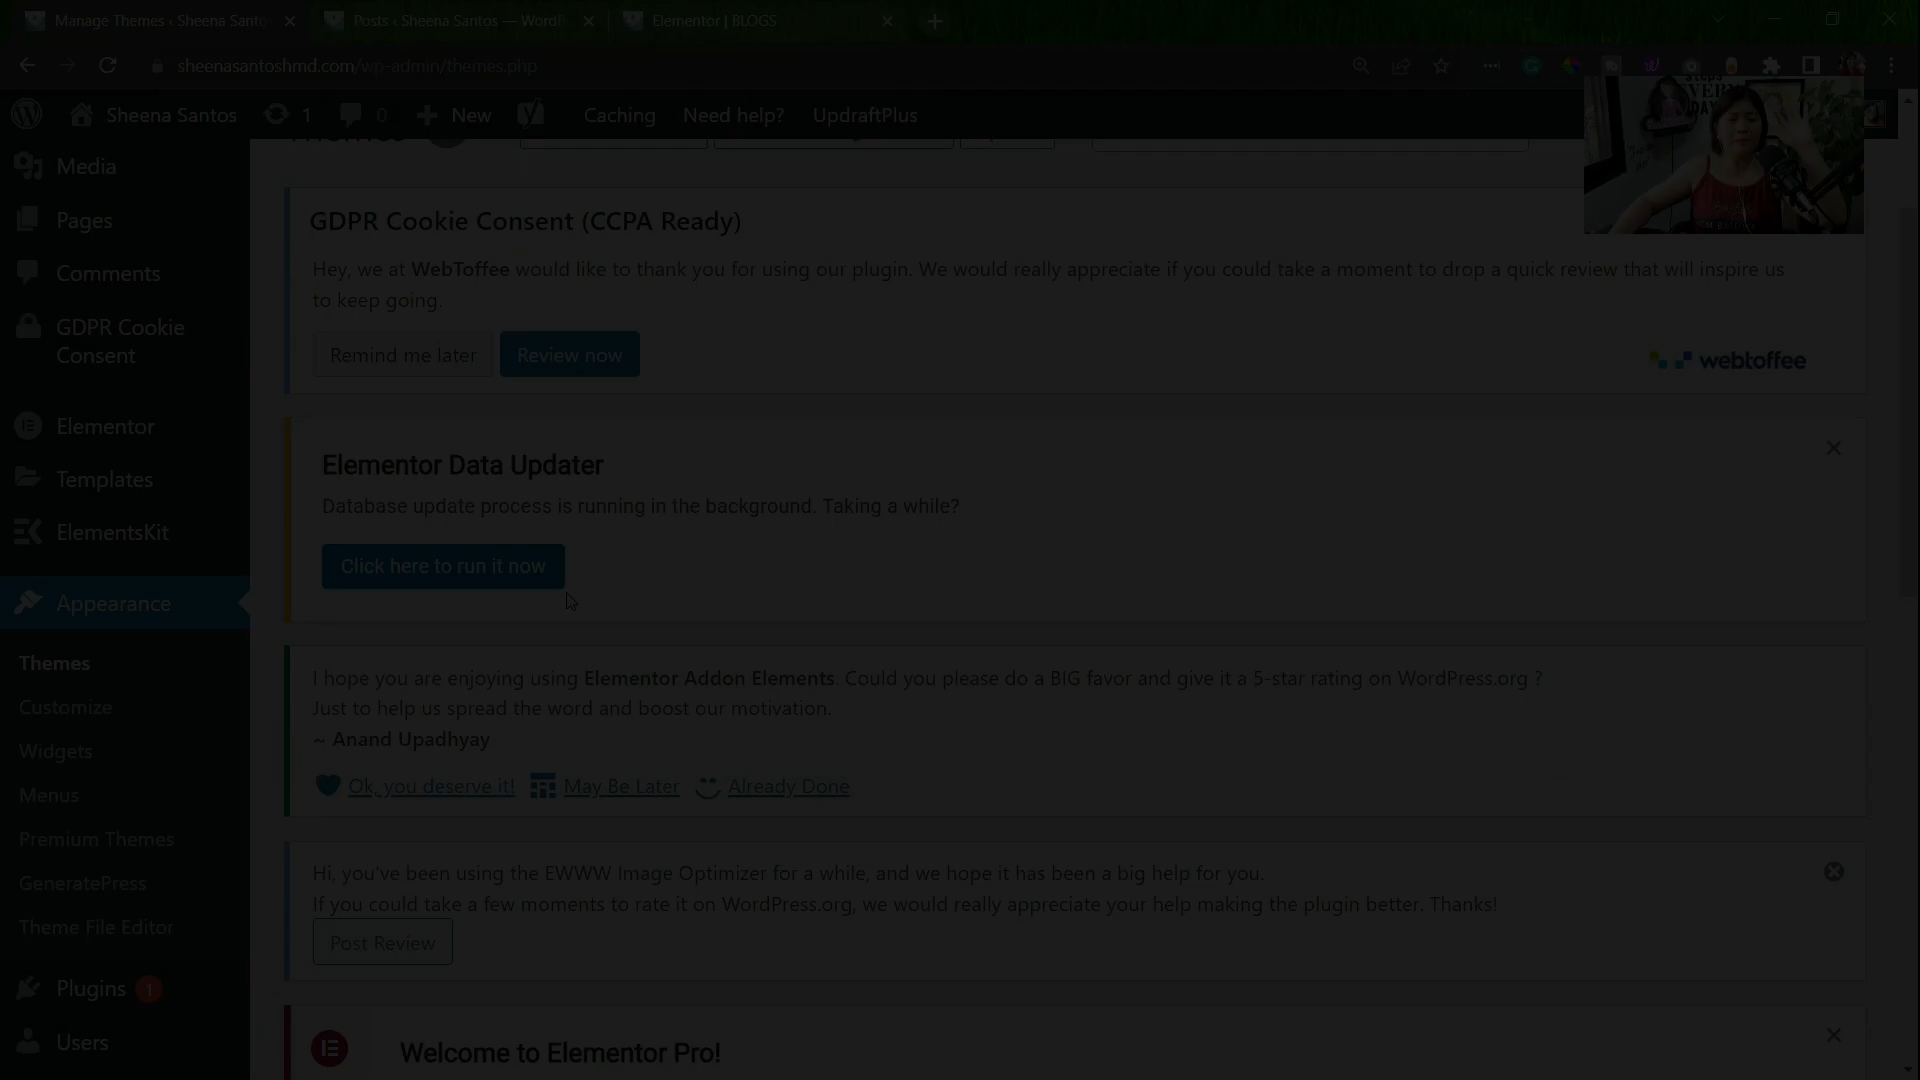 Manage Themes ‹ Sheena Santo
Posts ‹ Sheena Santos — WordP
Elementor | BLOGS
sheenasantoshmd.com/wp-admin/themes.php
Sheena Santos
1
0
New
Caching
Need help?
UpdraftPlus
Media
Pages
Comments
GDPR Cookie
Consent
Elementor
Templates
ElementsKit
Appearance
Themes
Customize
Widgets
Menus
Premium Themes
GeneratePress
Theme File Editor
Plugins 1
Users
GDPR Cookie Consent (CCPA Ready)
Hey, we at WebToffee would like to thank you for using our plugin. We would really appreciate if you could take a moment to drop a quick review that will inspire us
to keep going.
Remind me later
Review now
webtoffee
Elementor Data Updater
Database update process is running in the background. Taking a while?
Click here to run it now
I hope you are enjoying using Elementor Addon Elements. Could you please do a BIG favor and give it a 5-star rating on WordPress.org ?
Just to help us spread the word and boost our motivation.
~ Anand Upadhyay
Ok, you deserve it!
May Be Later
Already Done
Hi, you've been using the EWWW Image Optimizer for a while, and we hope it has been a big help for you.
If you could take a few moments to rate it on WordPress.org, we would really appreciate your help making the plugin better. Thanks!
Post Review
Welcome to Elementor Pro!